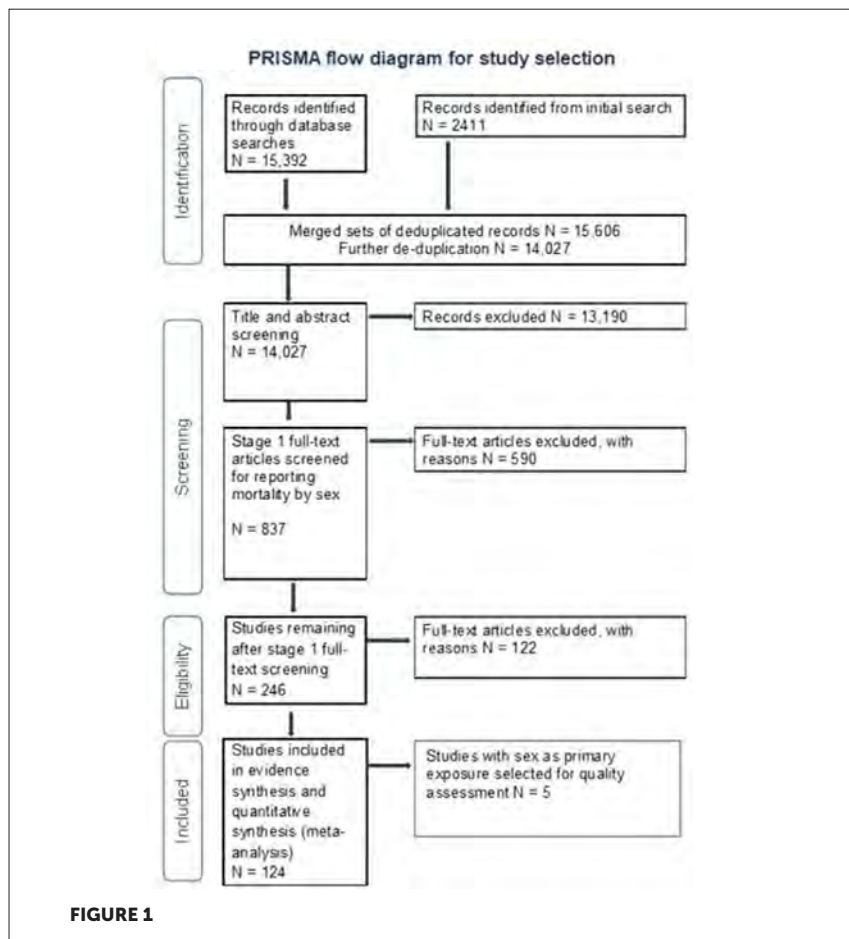 PRISMA flow diagram for study selection
Identification
Records identified
through database
searches
N = 15,392
Records identified from initial search
N = 2411
Merged sets of deduplicated records N = 15,606
Further de-duplication N = 14,027
Screening
Title and abstract
screening
N = 14,027
Records excluded N = 13,190
Stage 1 full-text
articles screened
for reporting
mortality by sex
N = 837
Full-text articles excluded, with
reasons N = 590
Eligibility
Studies remaining
after stage 1 full-
text screening
N = 246
Full-text articles excluded, with
reasons N = 122
Included
Studies included
in evidence
synthesis and
quantitative
synthesis (meta-
analysis)
N = 124
Studies with sex as primary
exposure selected for quality
assessment N = 5
FIGURE 1